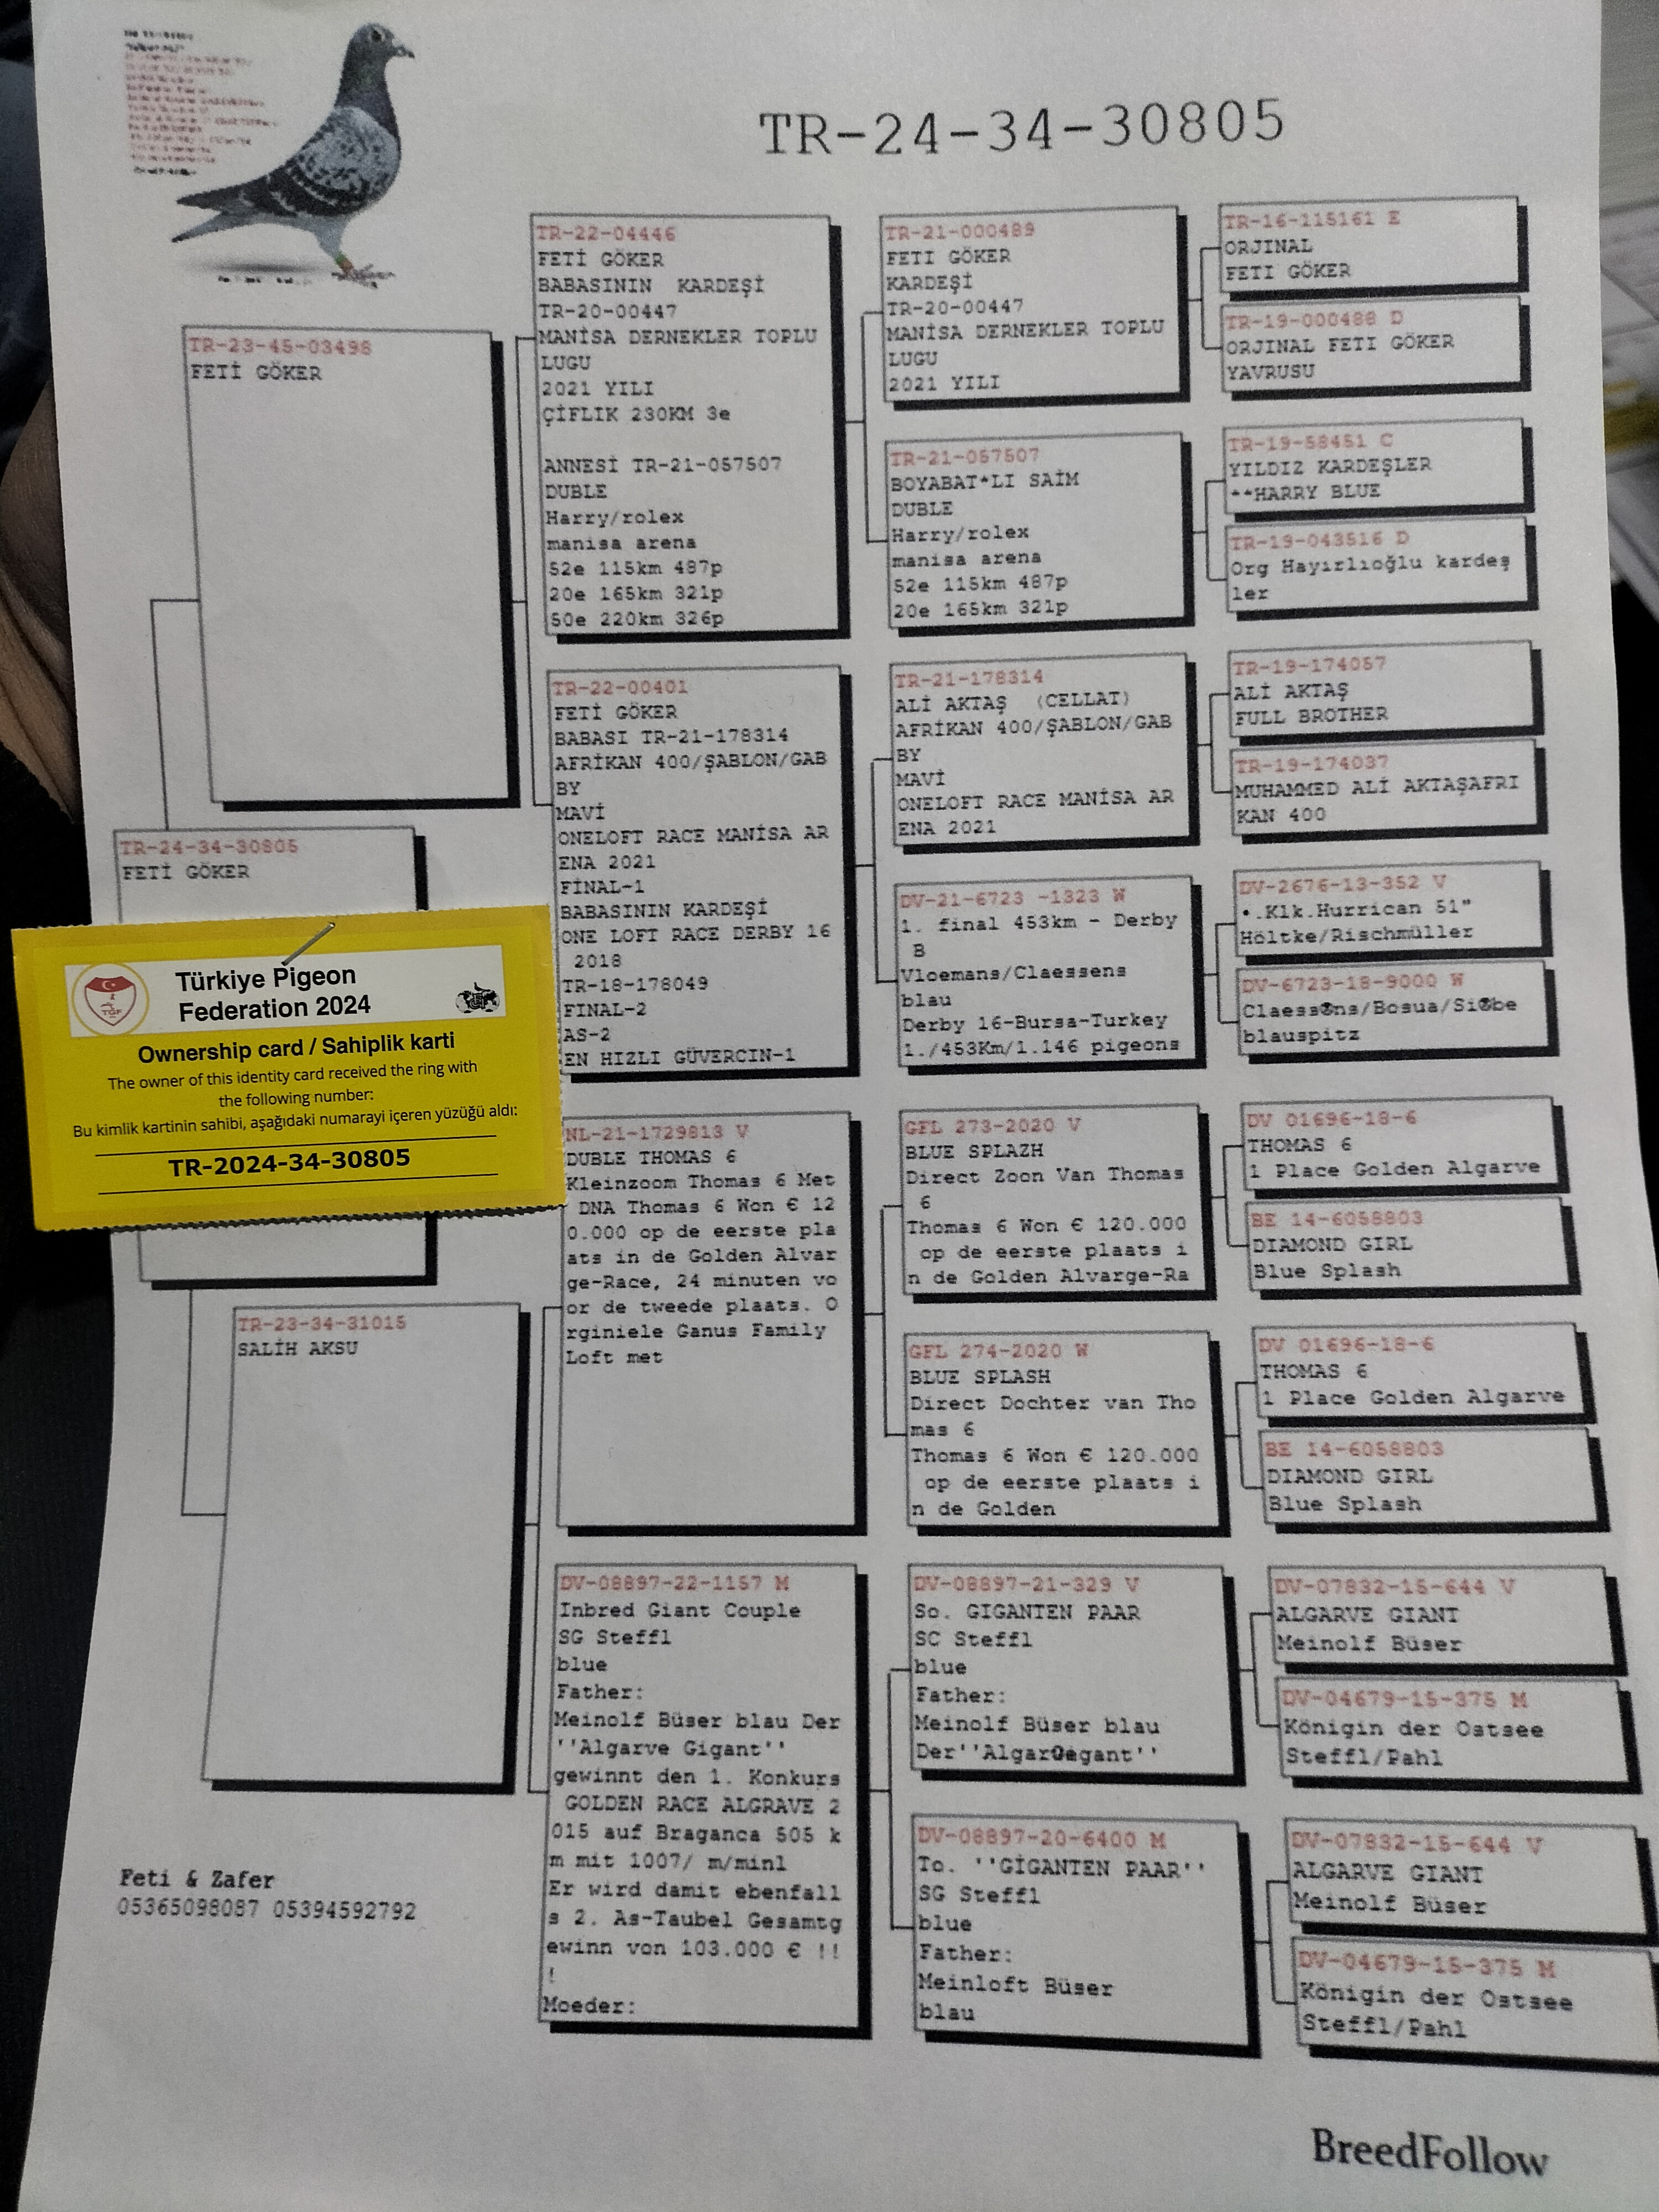 TR-24-34-30805
TR-23-45-03498
FETİ GÖKER
TR-24-34-30805
FETİ GÖKER
Türkiye Pigeon
Federation 2024
Ownership card / Sahiplik karti
The owner of this identity card received the ring with
the following number:
Bu kimlik kartinin sahibi, aşağıdaki numarayi içeren yüzüğü aldı:
TR-2024-34-30805
TR-23-34-31015
SALİH AKSU
TR-22-04446
FETİ GÖKER
BABASININ KARDEŞİ
TR-20-00447
MANİSA DERNEKLER TOPLU
LUGU
2021 YILI
ÇİFLIK 230KM 3e
ANNESİ TR-21-057507
DUBLE
Harry/rolex
manisa arena
52e 115km 487p
20e 165km 321p
50e 220km 326p
TR-22-00401
FETİ GÖKER
BABASI TR-21-178314
AFRİKAN 400/ŞABLON/GAB
BY
MAVİ
ONELOFT RACE MANİSA AR
ENA 2021
FİNAL-1
BABASININ KARDEŞİ
ONE LOFT RACE DERBY 16
2018
TR-18-178049
FINAL-2
AS-2
EN HIZLI GÜVERCIN-1
NL-21-1729813 V
DUBLE THOMAS 6
Kleinzoom Thomas 6 Met
DNA Thomas 6 Won € 12
0.000 op de eerste pla
ats in de Golden Alvar
ge-Race, 24 minuten vo
or de tweede plaats. O
rginiele Ganus Family
Loft met
DV-08897-22-1157 M
Inbred Giant Couple
SG Steffl
blue
Father:
Meinolf Büser blau Der
''Algarve Gigant''
gewinnt den 1. Konkurs
GOLDEN RACE ALGRAVE 2
015 auf Braganca 505 k
m mit 1007/ m/minl
Er wird damit ebenfall
s 2. As-Taubel Gesamtg
ewinn von 103.000 € !!
!
Moeder:
TR-21-000489
FETI GÖKER
KARDEŞİ
TR-20-00447
MANİSA DERNEKLER TOPLU
LUGU
2021 YILI
TR-21-057507
BOYABAT*LI SAİM
DUBLE
Harry/rolex
manisa arena
52e 115km 487p
20e 165km 321p
TR-21-178314
ALİ AKTAŞ (CELLAT)
AFRİKAN 400/ŞABLON/GAB
BY
MAVİ
ONELOFT RACE MANİSA AR
ENA 2021
DV-21-6723 -1323 W
1. final 453km - Derby
B
Vloemans/Claessens
blau
Derby 16-Bursa-Turkey
1./453Km/1.146 pigeons
GFL 273-2020 V
BLUE SPLAZH
Direct Zoon Van Thomas
6
Thomas 6 Won € 120.000
op de eerste plaats i
n de Golden Alvarge-Ra
GFL 274-2020 W
BLUE SPLASH
Direct Dochter van Tho
mas 6
Thomas 6 Won € 120.000
op de eerste plaats i
n de Golden
DV-08897-21-329 V
So. GIGANTEN PAAR
SC Steffl
blue
Father:
Meinolf Büser blau
DV-08897-20-6400 M
To. ''GİGANTEN PAAR''
SG Steffl
blue
Father:
Meinloft Büser
blau
TR-16-115161 E
ORJINAL
FETI GÖKER
TR-19-000488 D
ORJINAL FETI GÖKER
YAVRUSU
TR-19-58451 C
YILDIZ KARDEŞLER
**HARRY BLUE
TR-19-043516 D
Org Hayırlıoğlu kardeş
ler
TR-19-174057
ALİ AKTAŞ
FULL BROTHER
TR-19-174037
MUHAMMED ALİ AKTAŞAFRI
KAN 400
DV-2676-13-352 V
•.Klk.Hurrican 51"
Höltke/Rischmüller
DV-6723-18-9000 W
blauspitz
DV 01696-18-6
THOMAS 6
1 Place Golden Algarve
BE 14-6058803
DIAMOND GIRL
Blue Splash
DV 01696-18-6
THOMAS 6
1 Place Golden Algarve
BE 14-6058803
DIAMOND GIRL
Blue Splash
DV-07832-15-644 V
ALGARVE GIANT
Meinolf Büser
DV-04679-15-375 M
Königin der Ostsee
Steffl/Pahl
DV-07832-15-644 V
ALGARVE GIANT
Meinolf Büser
DV-04679-15-375 M
Königin der Ostsee
Steffl/Pahl
Feti & Zafer
05365098087 05394592792
BreedFollow